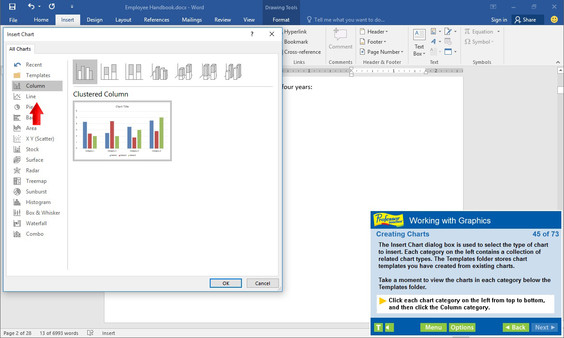 Employee Handbook.docx - Word
Drawing Tools
File Home Insert Design Layout References Mailings Review View Format
Tell me what you want to do...
Sign in Share
Hyperlink
Bookmark
Cross-reference
Links
Comment
Comments
Header
Footer
Page Number
Header & Footer
Text
Box
Text
Equation
Symbol
Symbols
four years:
Insert Chart
All Charts
Recent
Templates
Column
Line
Area
X Y (Scatter)
Stock
Surface
Radar
Treemap
Sunburst
Histogram
Box & Whisker
Waterfall
Combo
Clustered Column
OK Cancel
Page 2 of 28 13 of 6993 words Insert
Professor
Working with Graphics
Creating Charts 45 of 73
The Insert Chart dialog box is used to select the type of chart
to insert. Each category on the left contains a collection of
related chart types. The Templates folder stores chart
templates you have created from existing charts.
Take a moment to view the charts in each category below the
Templates folder.
Click each chart category on the left from top to bottom,
and then click the Column category.
T Menu Options Back Next